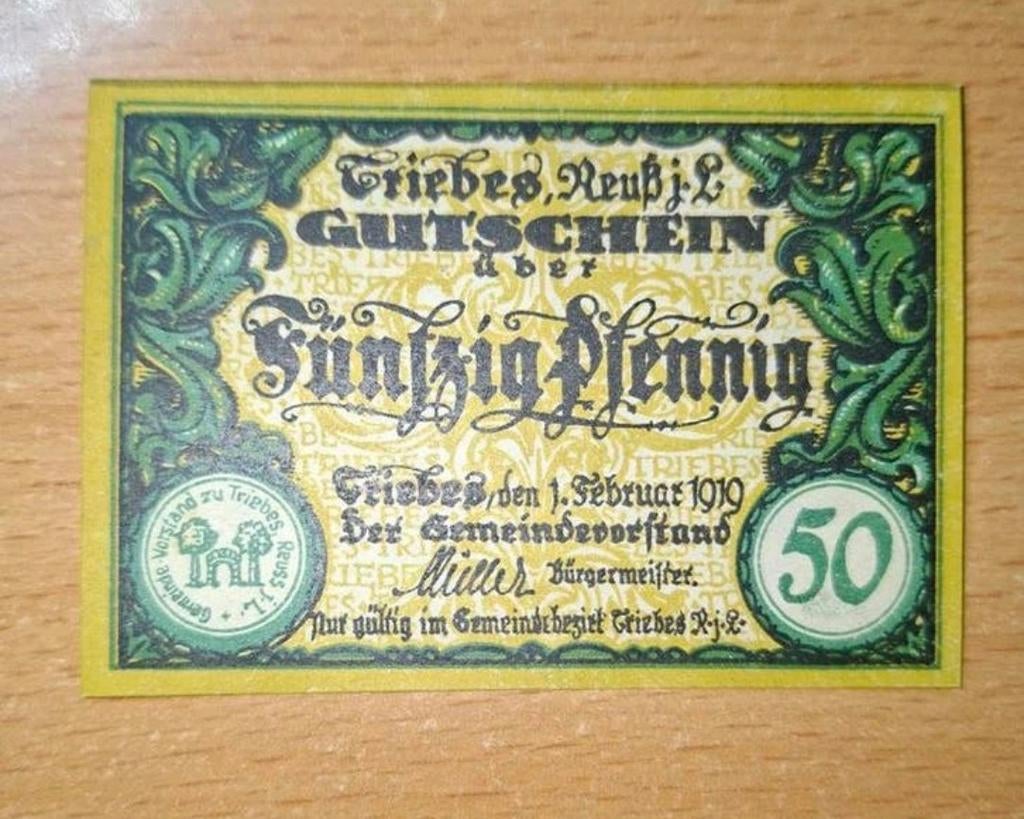 Triebes, Reuß j. L.
GUTSCHEIN
über
Fünfzig Pfennig
Triebes, den 1. Februar 1919
Der Gemeindevorstand
Müller Bürgermeister.
Nur gültig im Gemeindebezirk Triebes R. j. L.
Gemeinde Vorstand zu Triebes Reuss j. L. +
50